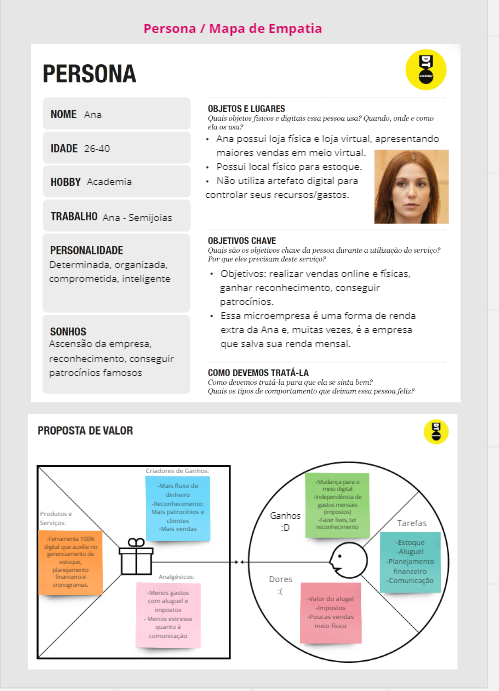 Persona / Mapa de Empatia
PERSONA
NOME Ana
IDADE 26-40
HOBBY Academia
TRABALHO Ana - Semijoias
PERSONALIDADE
Determinada, organizada,
comprometida, inteligente
SONHOS
Ascensão da empresa,
reconhecimento, conseguir
patrocínios famosos
OBJETOS E LUGARES
Quais objetos físicos e digitais essa pessoa usa? Quando, onde e como
ela os usa?
• Ana possui loja física e loja virtual, apresentando
maiores vendas em meio virtual.
• Possui local físico para estoque.
• Não utiliza artefato digital para
controlar seus recursos/gastos.
OBJETIVOS CHAVE
Quais são os objetivos chave da pessoa durante a utilização do serviço?
Por que eles precisam deste serviço?
• Objetivos: realizar vendas online e físicas,
ganhar reconhecimento, conseguir
patrocínios.
• Essa microempresa é uma forma de renda
extra da Ana e, muitas vezes, é a empresa
que salva sua renda mensal.
COMO DEVEMOS TRATÁ-LA
Como devemos tratá-la para que ela se sinta bem?
Quais os tipos de comportamento que deixam essa pessoa feliz?
DT
PROPOSTA DE VALOR
DT
Produtos e
Serviços:
-Ferramenta 100%
digital que auxilie no
gerenciamento de
estoque,
planejamento
financeiro e
cronogramas.
Criadores de Ganhos:
-Mais fluxo de
dinheiro
-Reconhecimento:
Mais patrocínios e
clientes
-Mais vendas
Analgésicos:
-Menos gastos
com aluguel e
impostos
- Menos estresse
quanto à
comunicação
Ganhos
:D
-Mudança para o
meio digital
-Independência de
gastos mensais
(impostos)
-Fazer lives, ter
reconhecimento
Dores
:(
-Valor do alugel
-Impostos
-Poucas vendas
meio físico
Tarefas
-Estoque
-Aluguel
-Planejamento
financeiro
-Comunicação